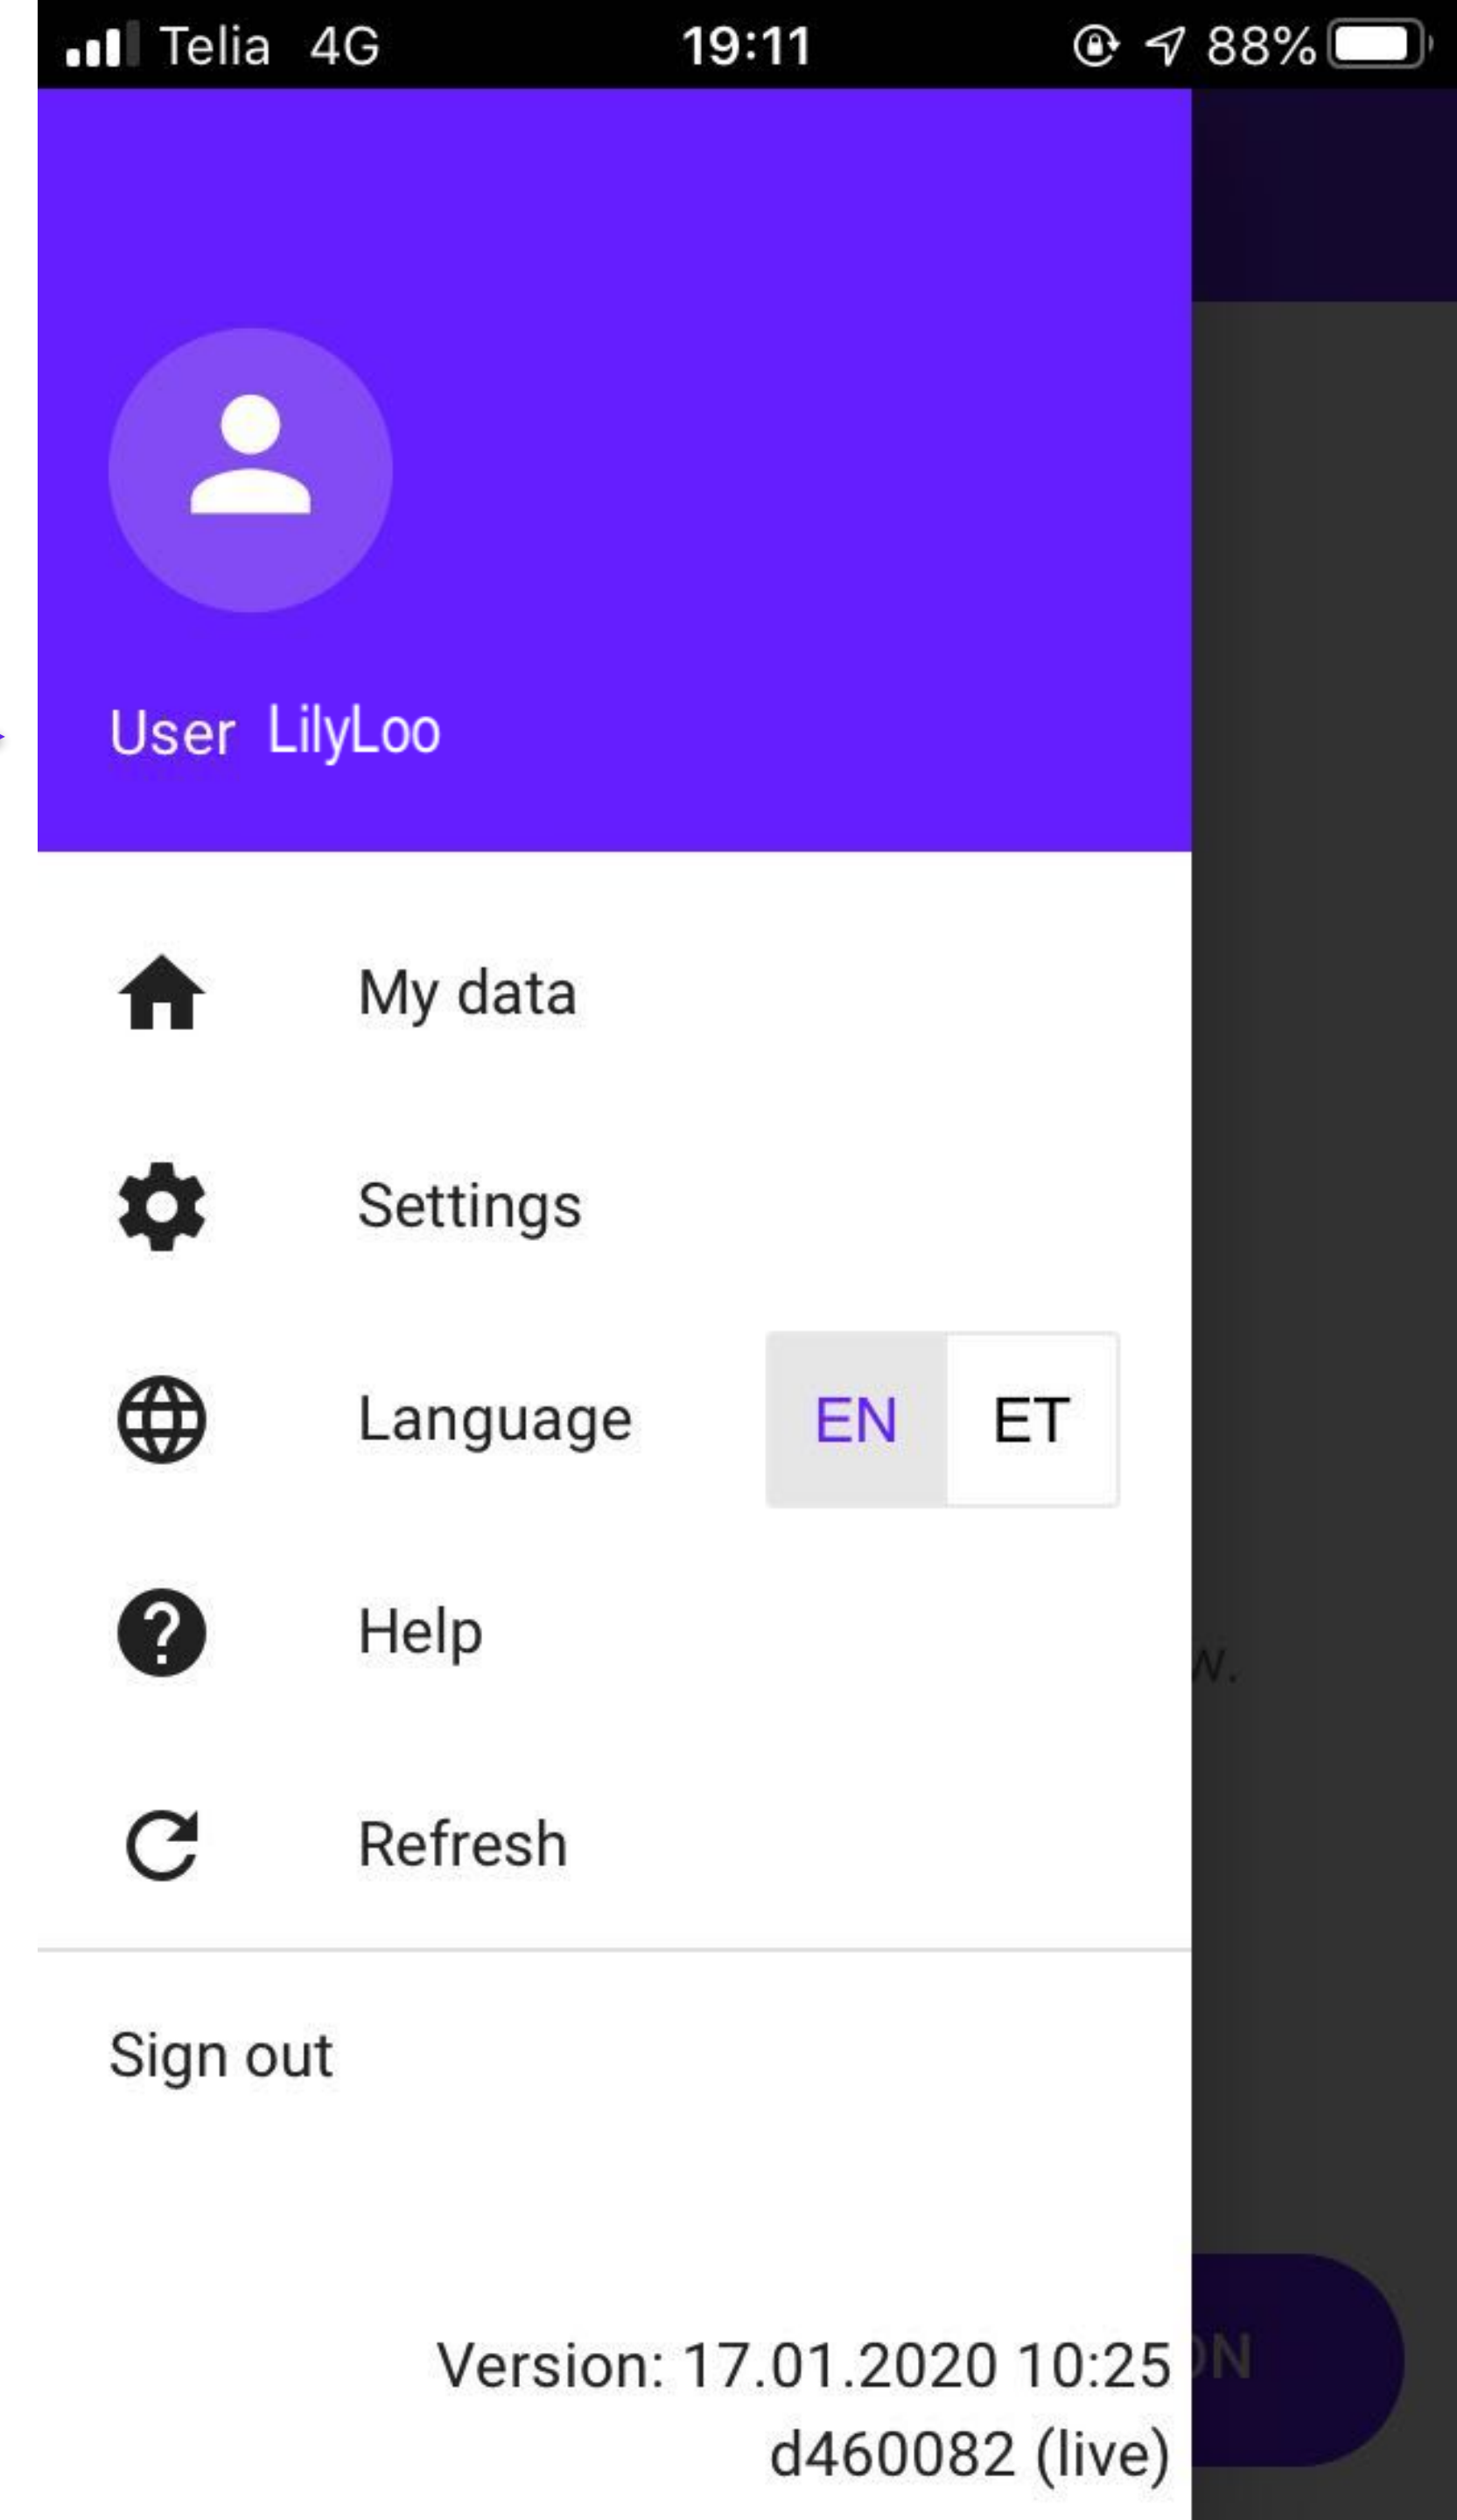 Telia 4G 19:11 88%
User LilyLoo
My data
Settings
Language EN ET
Help
w.
Refresh
Sign out
Version: 17.01.2020 10:25
d460082 (live)